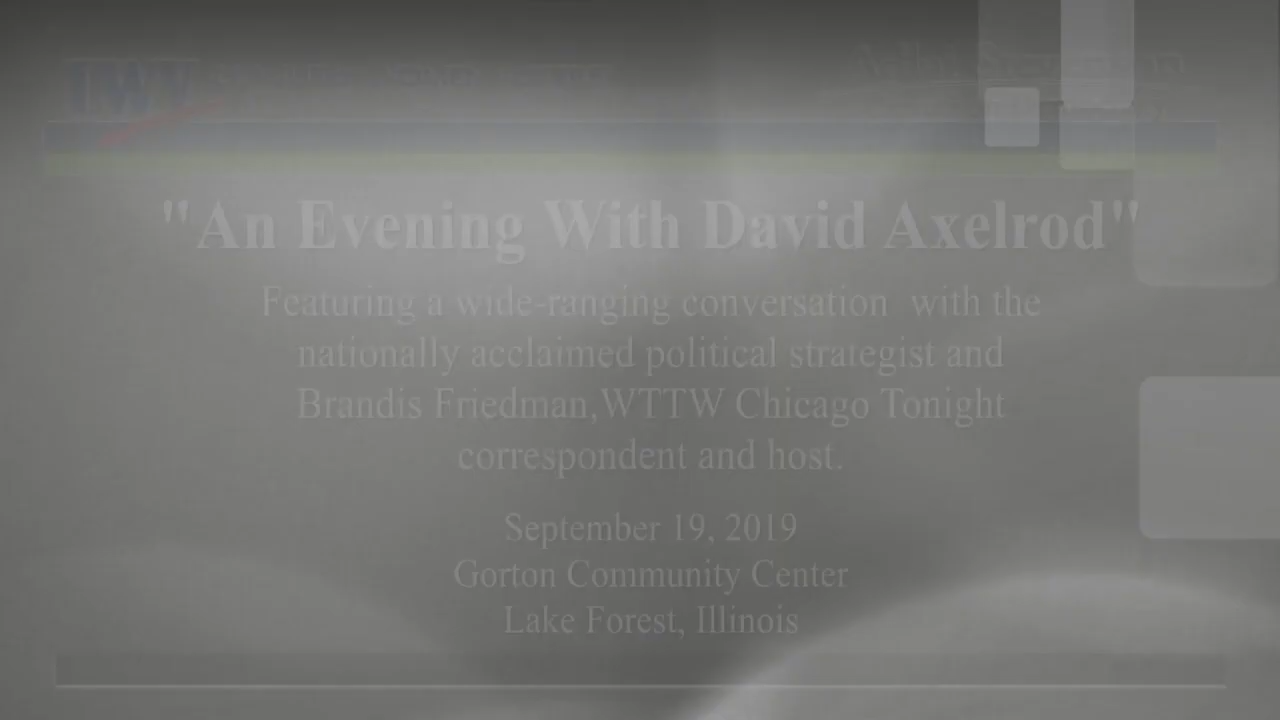 LWV
"An Evening With David Axelrod"
Featuring a wide-ranging conversation with the
nationally acclaimed political strategist and
Brandis Friedman,WTTW Chicago Tonight
correspondent and host.
September 19, 2019
Gorton Community Center
Lake Forest, Illinois